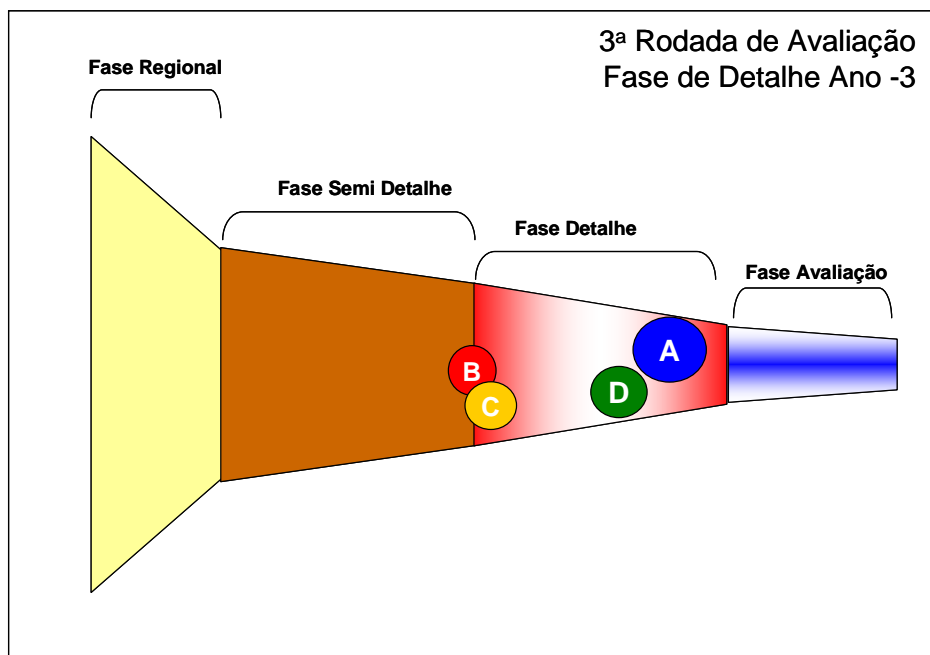 3ª Rodada de Avaliação
Fase de Detalhe Ano -3
Fase Regional
Fase Semi Detalhe
Fase Detalhe
Fase Avaliação
A
B
D
C